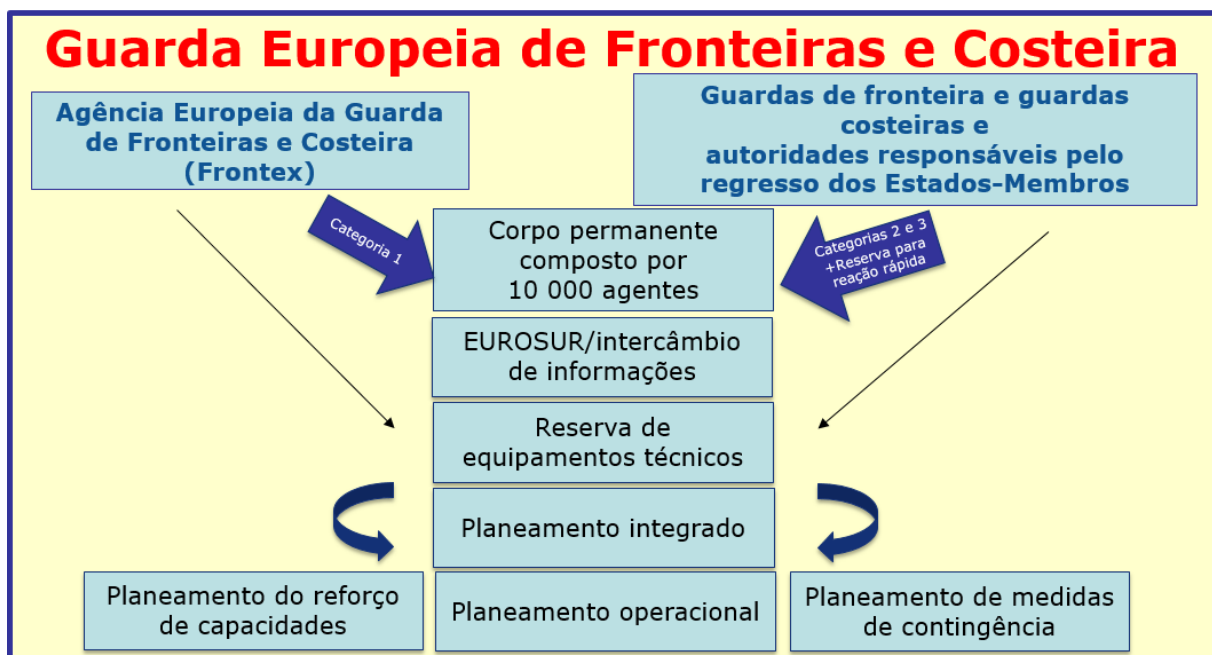 Guarda Europeia de Fronteiras e Costeira
Agência Europeia da Guarda
de Fronteiras e Costeira
(Frontex)
Guardas de fronteira e guardas
costeiras e
autoridades responsáveis pelo
regresso dos Estados-Membros
Categoria 1
Corpo permanente
composto por
10 000 agentes
Categorias 2 e 3
+Reserva para
reação rápida
EUROSUR/intercâmbio
de informações
Reserva de
equipamentos técnicos
Planeamento integrado
Planeamento do reforço
de capacidades
Planeamento operacional
Planeamento de medidas
de contingência